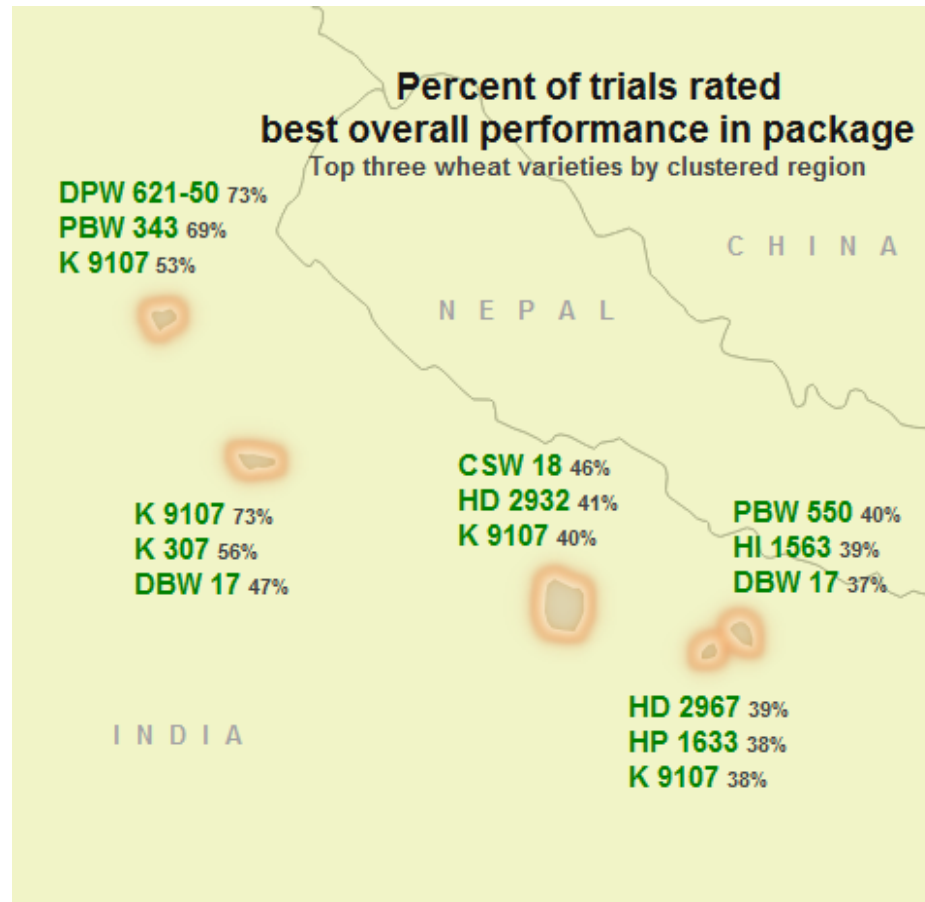 Percent of trials rated
best overall performance in package
Top three wheat varieties by clustered region
DPW 621-50 73%
PBW 343 69%
K 9107 53%
CHINA
NEPAL
K 9107 73%
K 307 56%
DBW 17 47%
CSW 18 46%
HD 2932 41%
K 9107 40%
PBW 550 40%
HI 1563 39%
DBW 17 37%
HD 2967 39%
HP 1633 38%
K 9107 38%
INDIA